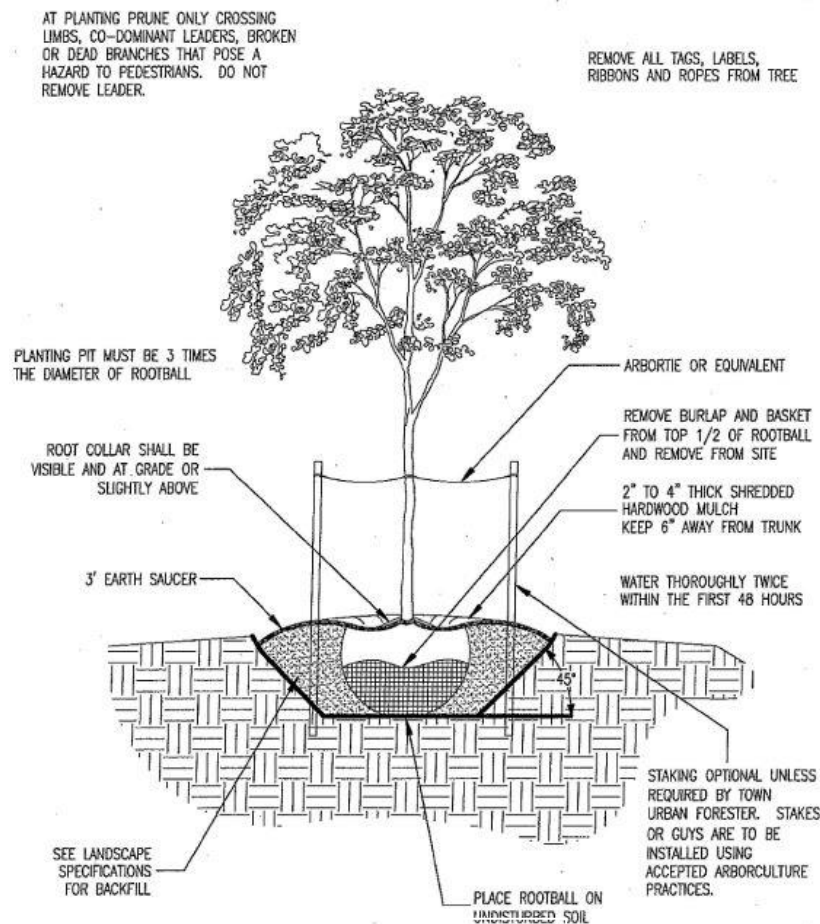 AT PLANTING PRUNE ONLY CROSSING
LIMBS, CO-DOMINANT LEADERS, BROKEN
OR DEAD BRANCHES THAT POSE A
HAZARD TO PEDESTRIANS. DO NOT
REMOVE LEADER.
REMOVE ALL TAGS, LABELS,
RIBBONS AND ROPES FROM TREE
PLANTING PIT MUST BE 3 TIMES
THE DIAMETER OF ROOTBALL
ARBORTIE OR EQUIVALENT
REMOVE BURLAP AND BASKET
FROM TOP 1/2 OF ROOTBALL
AND REMOVE FROM SITE
ROOT COLLAR SHALL BE
VISIBLE AND AT GRADE OR
SLIGHTLY ABOVE
2" TO 4" THICK SHREDDED
HARDWOOD MULCH
KEEP 6" AWAY FROM TRUNK
3' EARTH SAUCER
WATER THOROUGHLY TWICE
WITHIN THE FIRST 48 HOURS
45°
STAKING OPTIONAL UNLESS
REQUIRED BY TOWN
URBAN FORESTER. STAKES
OR GUYS ARE TO BE
INSTALLED USING
ACCEPTED ARBORCULTURE
PRACTICES.
SEE LANDSCAPE
SPECIFICATIONS
FOR BACKFILL
PLACE ROOTBALL ON
UNDISTURBED SOIL